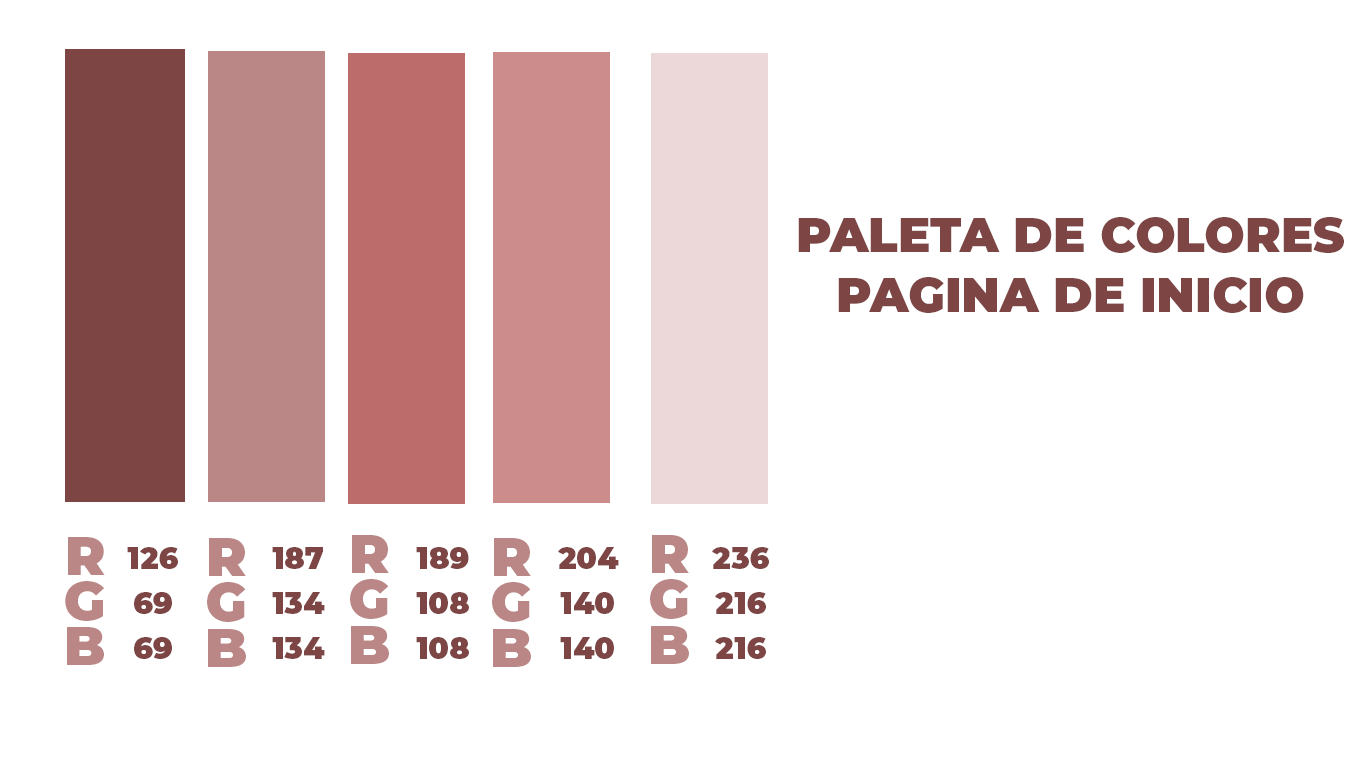 PALETA DE COLORES
PAGINA DE INICIO
R 126 R 187 R 189 R 204 R 236
G 69 G 134 G 108 G 140 G 216
B 69 B 134 B 108 B 140 B 216